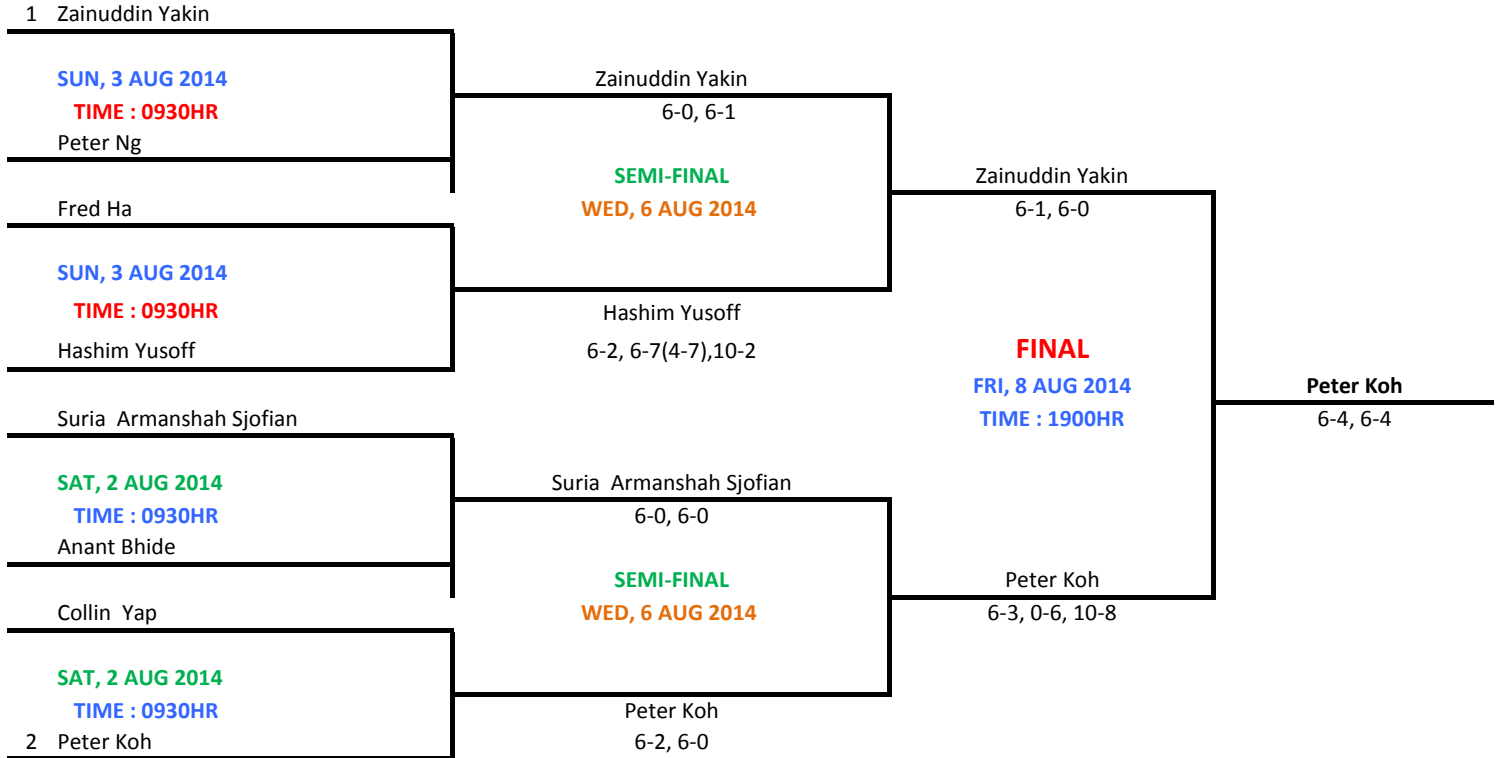 1 Zainuddin Yakin
SUN, 3 AUG 2014
TIME : 0930HR
Peter Ng
Fred Ha
SUN, 3 AUG 2014
TIME : 0930HR
Hashim Yusoff
Suria Armanshah Sjofian
SAT, 2 AUG 2014
TIME : 0930HR
Anant Bhide
Collin Yap
SAT, 2 AUG 2014
TIME : 0930HR
2 Peter Koh
Zainuddin Yakin
6-0, 6-1
SEMI-FINAL
WED, 6 AUG 2014
Hashim Yusoff
6-2, 6-7(4-7),10-2
Suria Armanshah Sjofian
6-0, 6-0
SEMI-FINAL
WED, 6 AUG 2014
Peter Koh
6-2, 6-0
Zainuddin Yakin
6-1, 6-0
FINAL
FRI, 8 AUG 2014
TIME : 1900HR
Peter Koh
6-3, 0-6, 10-8
Peter Koh
6-4, 6-4